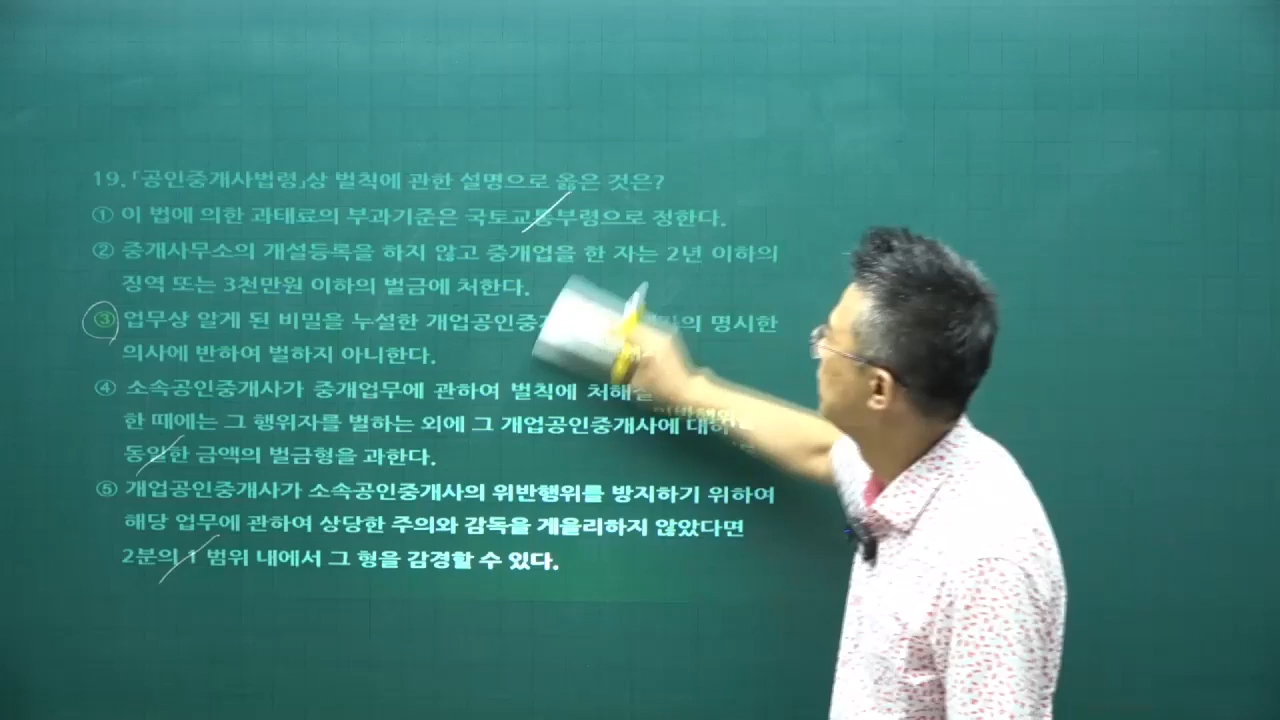 19. 「공인중개사법령」상 벌칙에 관한 설명으로 옳은 것은?
① 이 법에 의한 과태료의 부과기준은 국토교통부령으로 정한다.
② 중개사무소의 개설등록을 하지 않고 중개업을 한 자는 2년 이하의
징역 또는 3천만원 이하의 벌금에 처한다.
③ 업무상 알게 된 비밀을 누설한 개업공인중 의 명시한
의사에 반하여 벌하지 아니한다.
④ 소속공인중개사가 중개업무에 관하여 벌칙에 처해질
한 때에는 그 행위자를 벌하는 외에 그 개업공인중개사에
동일한 금액의 벌금형을 과한다.
⑤ 개업공인중개사가 소속공인중개사의 위반행위를 방지하기 위하여
해당 업무에 관하여 상당한 주의와 감독을 게을리하지 않았다면
2분의 1 범위 내에서 그 형을 감경할 수 있다.